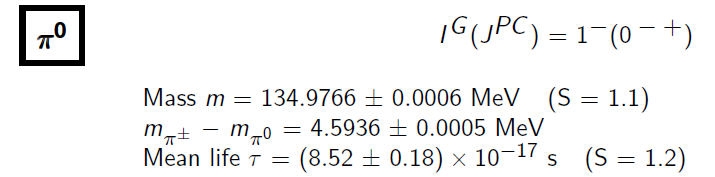 π⁰
I^G(J^PC) = 1⁻(0⁻⁺)
Mass m = 134.9766 ± 0.0006 MeV (S = 1.1)
m_π± − m_π⁰ = 4.5936 ± 0.0005 MeV
Mean life τ = (8.52 ± 0.18) × 10⁻¹⁷ s (S = 1.2)